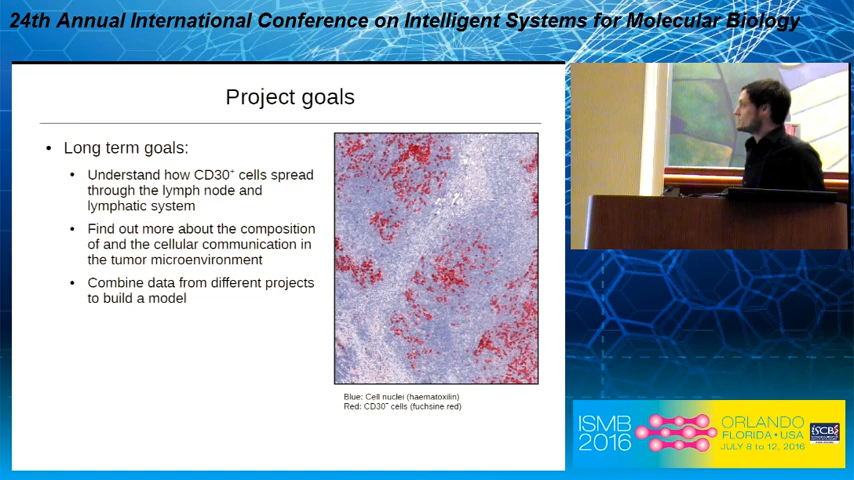 24th Annual International Conference on Intelligent Systems for Molecular Biology
Project goals
• Long term goals:
• Understand how CD30⁺ cells spread
through the lymph node and
lymphatic system
• Find out more about the composition
of and the cellular communication in
the tumor microenvironment
• Combine data from different projects
to build a model
Blue: Cell nuclei (haematoxilin)
Red: CD30⁺ cells (fuchsine red)
ISMB
2016
ORLANDO
FLORIDA • USA
JULY 8 to 12, 2016
ISCB